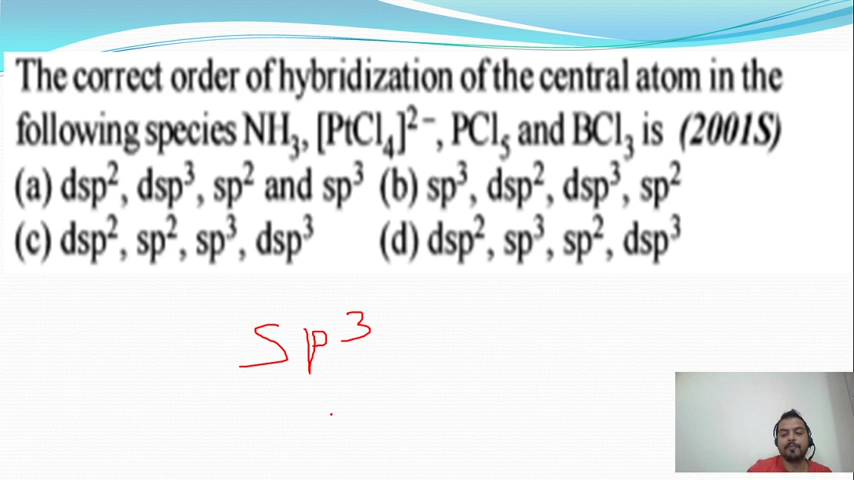 The correct order of hybridization of the central atom in the
following species NH₃, [PtCl₄]²⁻, PCl₅ and BCl₃ is (2001S)
(a) dsp², dsp³, sp² and sp³ (b) sp³, dsp², dsp³, sp²
(c) dsp², sp², sp³, dsp³ (d) dsp², sp³, sp², dsp³
Sp³